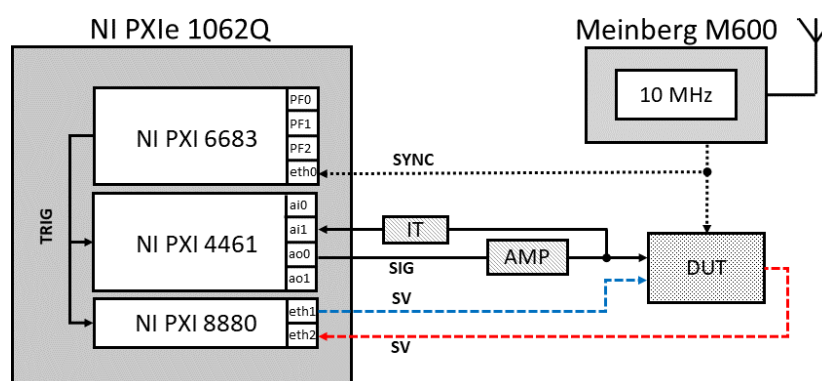 NI PXIe 1062Q
Meinberg M600
10 MHz
NI PXI 6683
PF0
PF1
PF2
eth0
SYNC
TRIG
NI PXI 4461
ai0
ai1
ao0
ao1
IT
SIG
AMP
DUT
NI PXI 8880
eth1
eth2
SV
SV